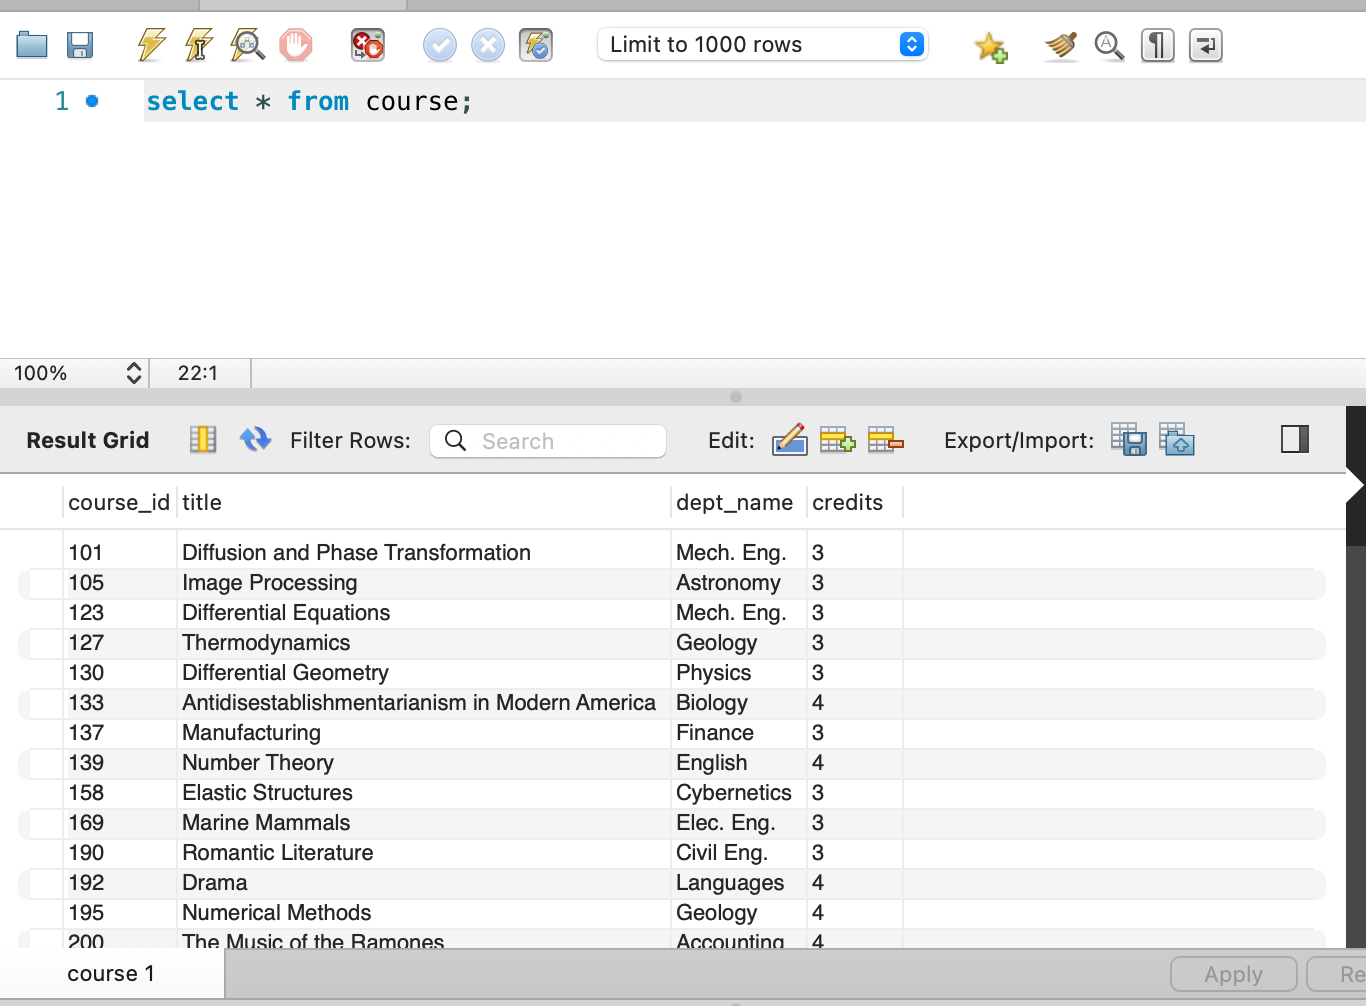 Limit to 1000 rows
1 select * from course;
100% 22:1
Result Grid Filter Rows: Search Edit: Export/Import:
course_id title dept_name credits
101 Diffusion and Phase Transformation Mech. Eng. 3
105 Image Processing Astronomy 3
123 Differential Equations Mech. Eng. 3
127 Thermodynamics Geology 3
130 Differential Geometry Physics 3
133 Antidisestablishmentarianism in Modern America Biology 4
137 Manufacturing Finance 3
139 Number Theory English 4
158 Elastic Structures Cybernetics 3
169 Marine Mammals Elec. Eng. 3
190 Romantic Literature Civil Eng. 3
192 Drama Languages 4
195 Numerical Methods Geology 4
200 The Music of the Ramones Accounting 4
course 1 Apply Re